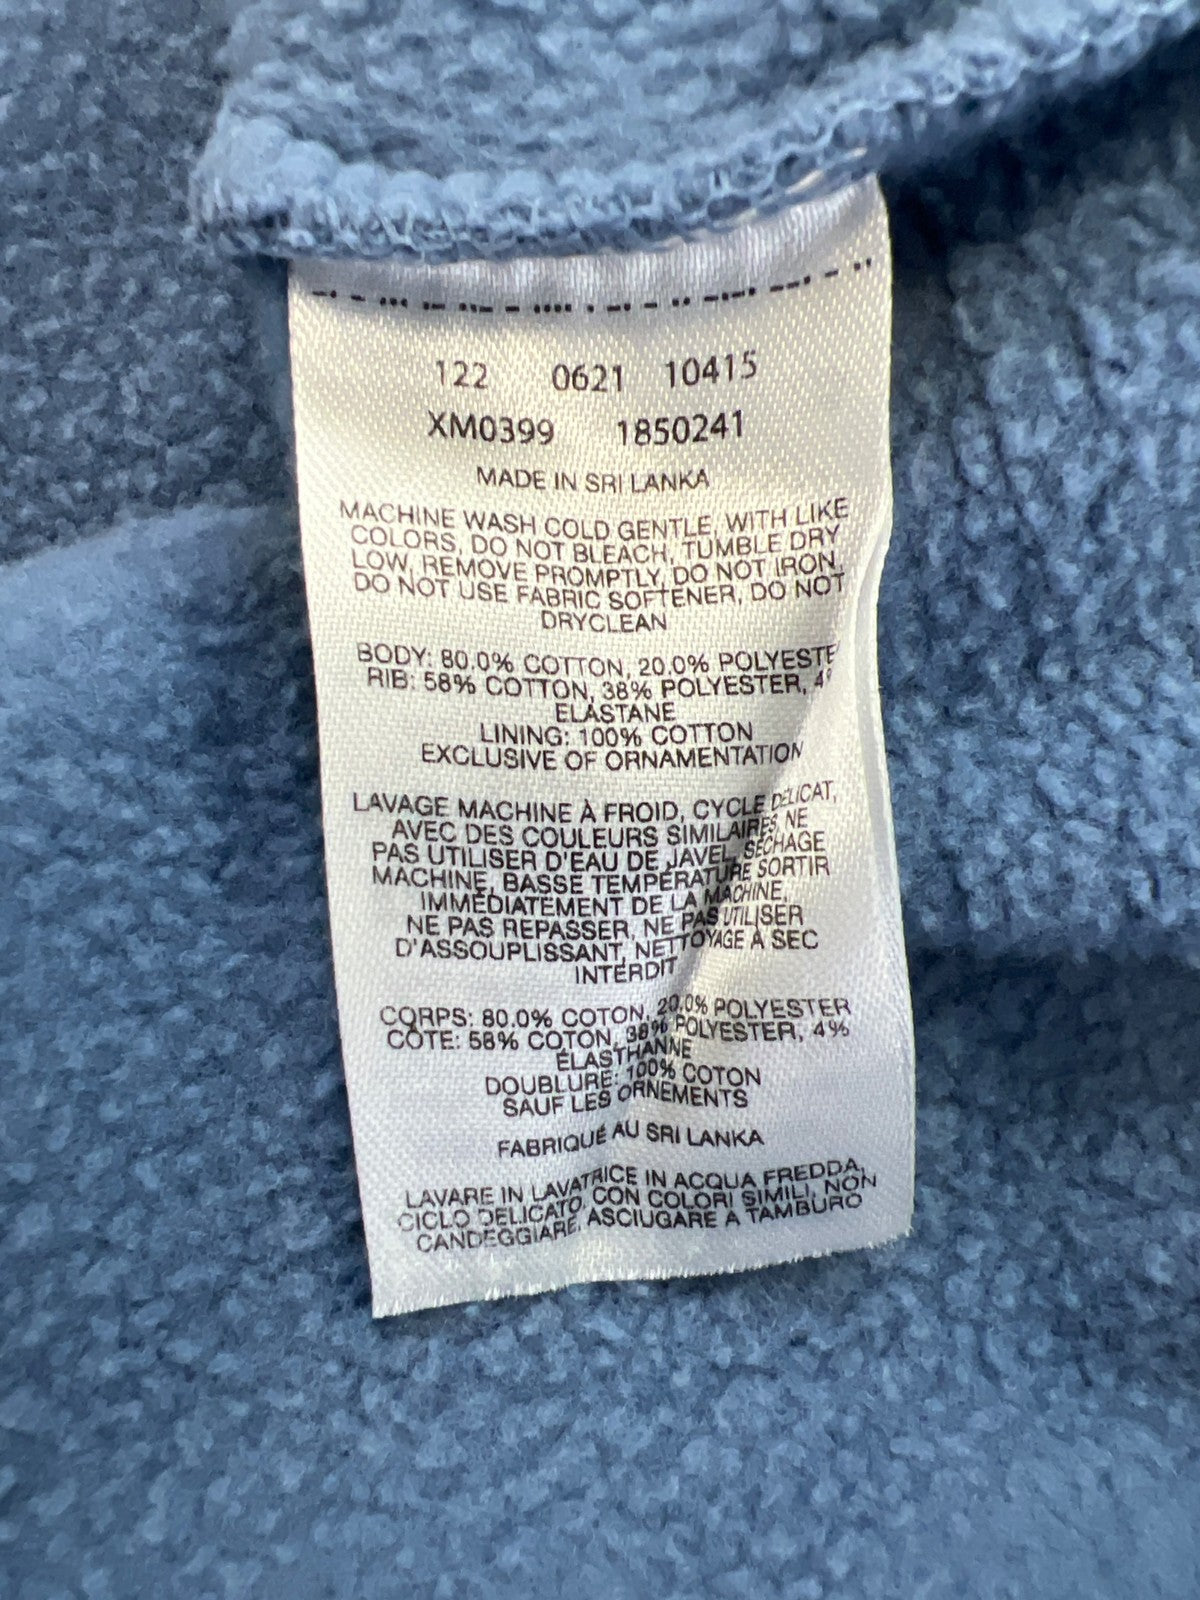 122 0621 10415
XM0399 1850241
MADE IN SRI LANKA
MACHINE WASH COLD GENTLE, WITH LIKE
COLORS, DO NOT BLEACH, TUMBLE DRY
LOW, REMOVE PROMPTLY, DO NOT IRON,
DO NOT USE FABRIC SOFTENER, DO NOT
DRYCLEAN
BODY: 80.0% COTTON, 20.0% POLYESTE
RIB: 58% COTTON, 38% POLYESTER, 4%
ELASTANE
LINING: 100% COTTON
EXCLUSIVE OF ORNAMENTATION
LAVAGE MACHINE À FROID, CYCLE DÉLICAT,
AVEC DES COULEURS SIMILAIRES NE
PAS UTILISER D'EAU DE JAVEL, SÉCHAGE
MACHINE, BASSE TEMPÉRATURE SORTIR
IMMÉDIATEMENT DE LA MACHINE,
NE PAS REPASSER, NE PAS UTILISER
D'ASSOUPLISSANT, NETTOYAGE À SEC
INTERDIT
CORPS: 80.0% COTON, 20.0% POLYESTER
CÔTE: 58% COTON, 38% POLYESTER, 4%
ÉLASTHANNE
DOUBLURE: 100% COTON
SAUF LES ORNEMENTS
FABRIQUÉ AU SRI LANKA
LAVARE IN LAVATRICE IN ACQUA FREDDA,
CICLO DELICATO, CON COLORI SIMILI, NON
CANDEGGIARE, ASCIUGARE A TAMBURO